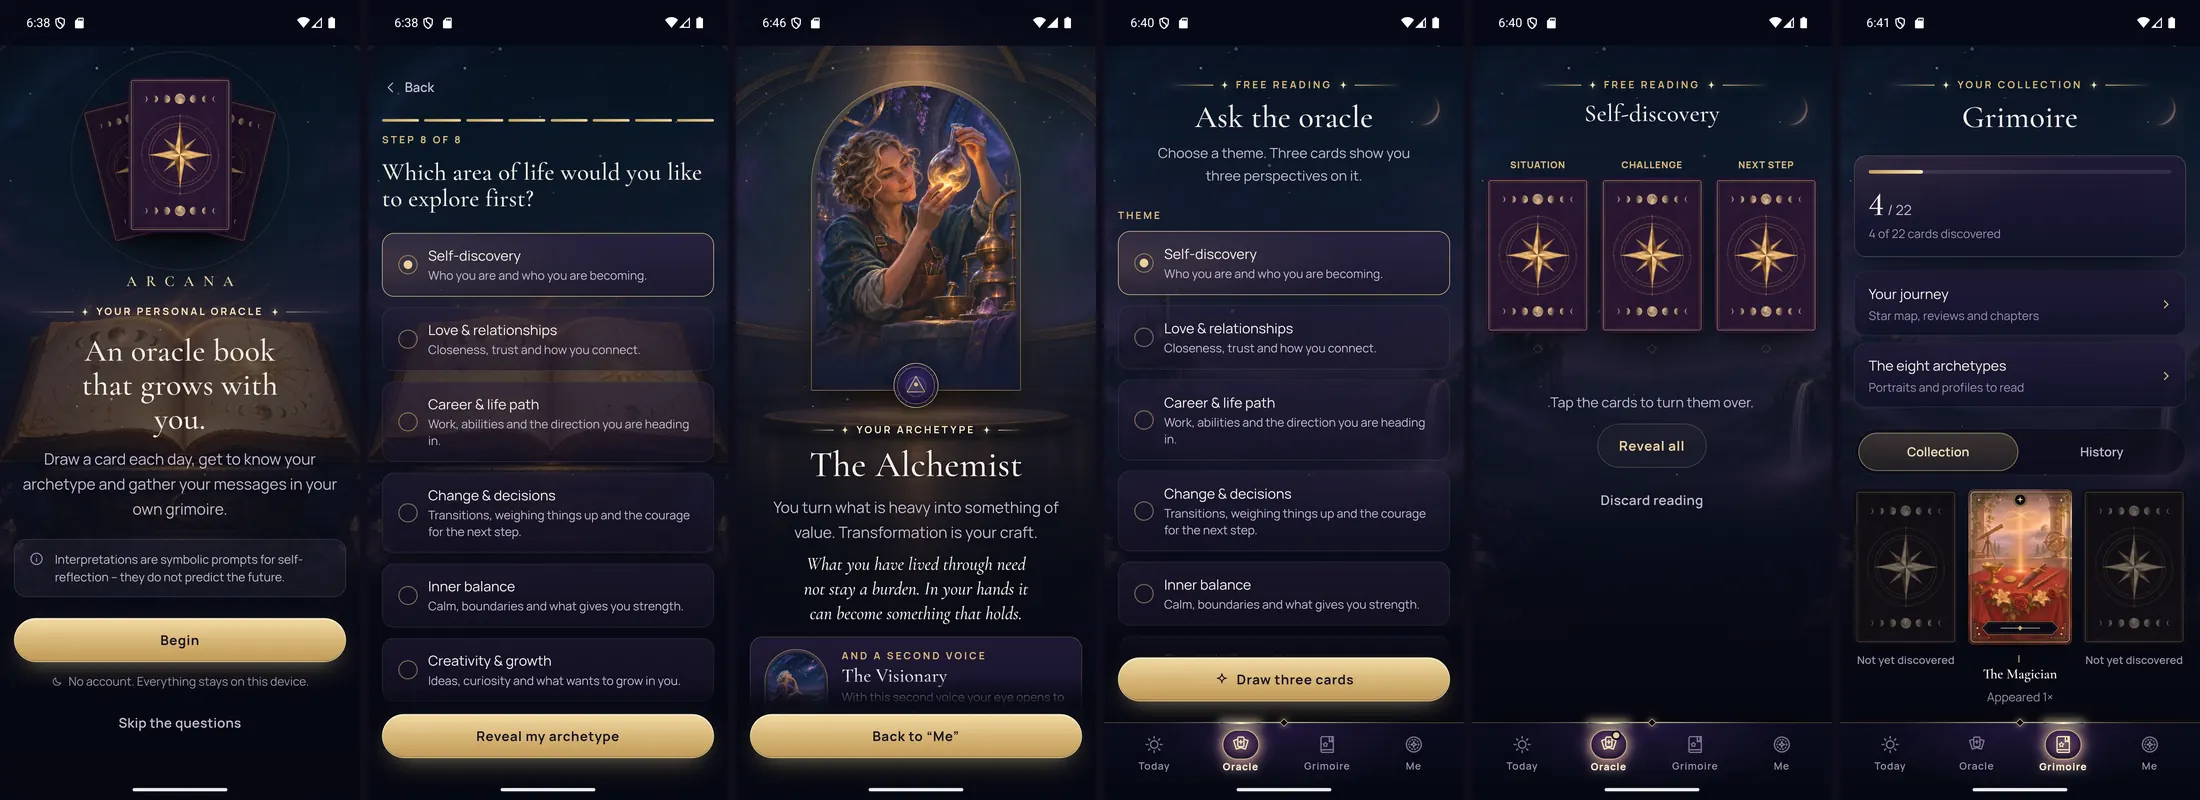 6:38
ARCANA
YOUR PERSONAL ORACLE
An oracle book
that grows with
you.
Draw a card each day, get to know your
archetype and gather your messages in your
own grimoire.
Interpretations are symbolic prompts for self-
reflection – they do not predict the future.
Begin
No account. Everything stays on this device.
Skip the questions
6:38
Back
STEP 8 OF 8
Which area of life would you like
to explore first?
Self-discovery
Who you are and who you are becoming.
Love & relationships
Closeness, trust and how you connect.
Career & life path
Work, abilities and the direction you are heading
in.
Change & decisions
Transitions, weighing things up and the courage
for the next step.
Inner balance
Calm, boundaries and what gives you strength.
Creativity & growth
Ideas, curiosity and what wants to grow in you.
Reveal my archetype
6:46
YOUR ARCHETYPE
The Alchemist
You turn what is heavy into something of
value. Transformation is your craft.
What you have lived through need
not stay a burden. In your hands it
can become something that holds.
AND A SECOND VOICE
The Visionary
With this second voice your eye opens to
Back to “Me”
6:40
FREE READING
Ask the oracle
Choose a theme. Three cards show you
three perspectives on it.
THEME
Self-discovery
Who you are and who you are becoming.
Love & relationships
Closeness, trust and how you connect.
Career & life path
Work, abilities and the direction you are heading
in.
Change & decisions
Transitions, weighing things up and the courage
for the next step.
Inner balance
Calm, boundaries and what gives you strength.
Draw three cards
Today
Oracle
Grimoire
Me
6:40
FREE READING
Self-discovery
SITUATION
CHALLENGE
NEXT STEP
Tap the cards to turn them over.
Reveal all
Discard reading
Today
Oracle
Grimoire
Me
6:41
YOUR COLLECTION
Grimoire
4 / 22
4 of 22 cards discovered
Your journey
Star map, reviews and chapters
The eight archetypes
Portraits and profiles to read
Collection
History
Not yet discovered
I
The Magician
Appeared 1×
Not yet discovered
Today
Oracle
Grimoire
Me